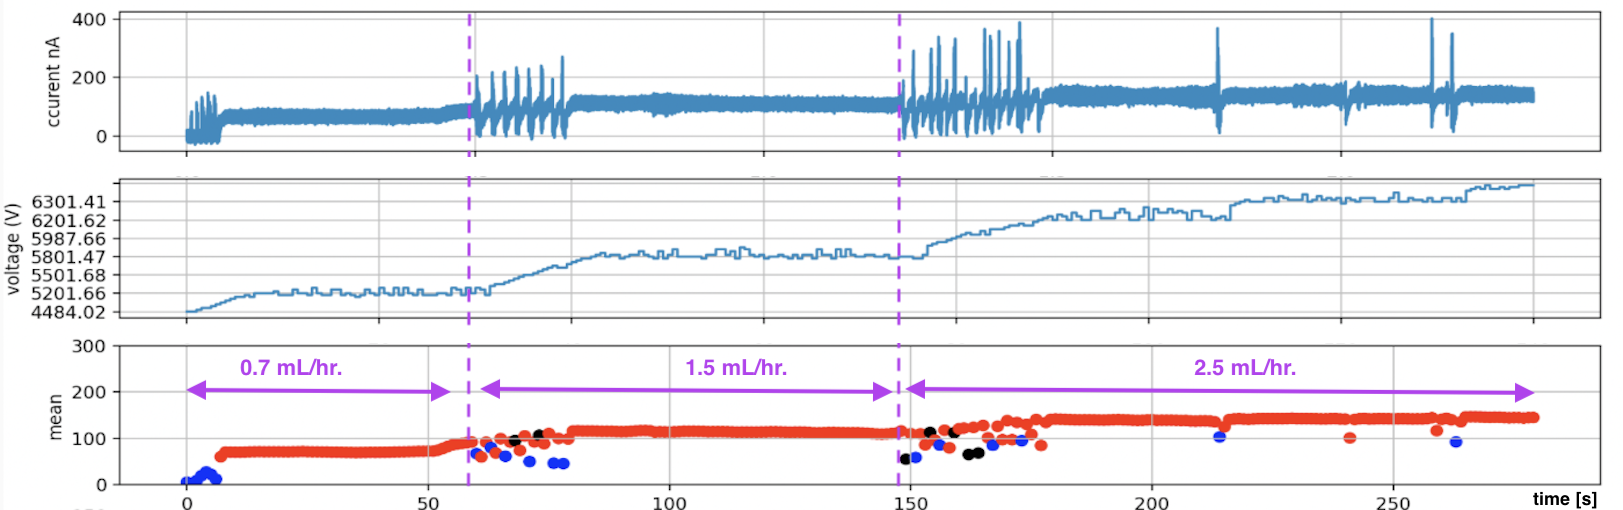 ccurent nA
400
200
0
voltage (V)
6301.41
6201.62
5987.66
5801.47
5501.68
5201.66
4484.02
mean
300
200
100
0
0.7 mL/hr.
1.5 mL/hr.
2.5 mL/hr.
0
50
100
150
200
250
time [s]